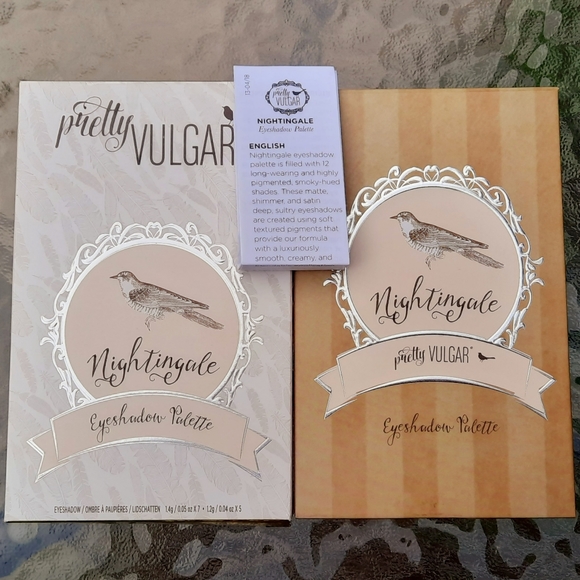 pretty
VULGAR
Nightingale
Eyeshadow Palette
EYESHADOW / OMBRE À PAUPIÈRES / LIDSCHATTEN 1.4g / 0.05 oz X 7 • 1.2g / 0.04 oz X 5
13-04/18
pretty
VULGAR
NIGHTINGALE
Eyeshadow Palette
ENGLISH
Nightingale eyeshadow
palette is filled with 12
long-wearing and highly
pigmented, smoky-hued
shades. These matte,
shimmer, and satin
deep, sultry eyeshadows
are created using soft
textured pigments that
provide our formula
with a luxuriously
smooth, creamy, and
Nightingale
pretty VULGAR
Eyeshadow Palette